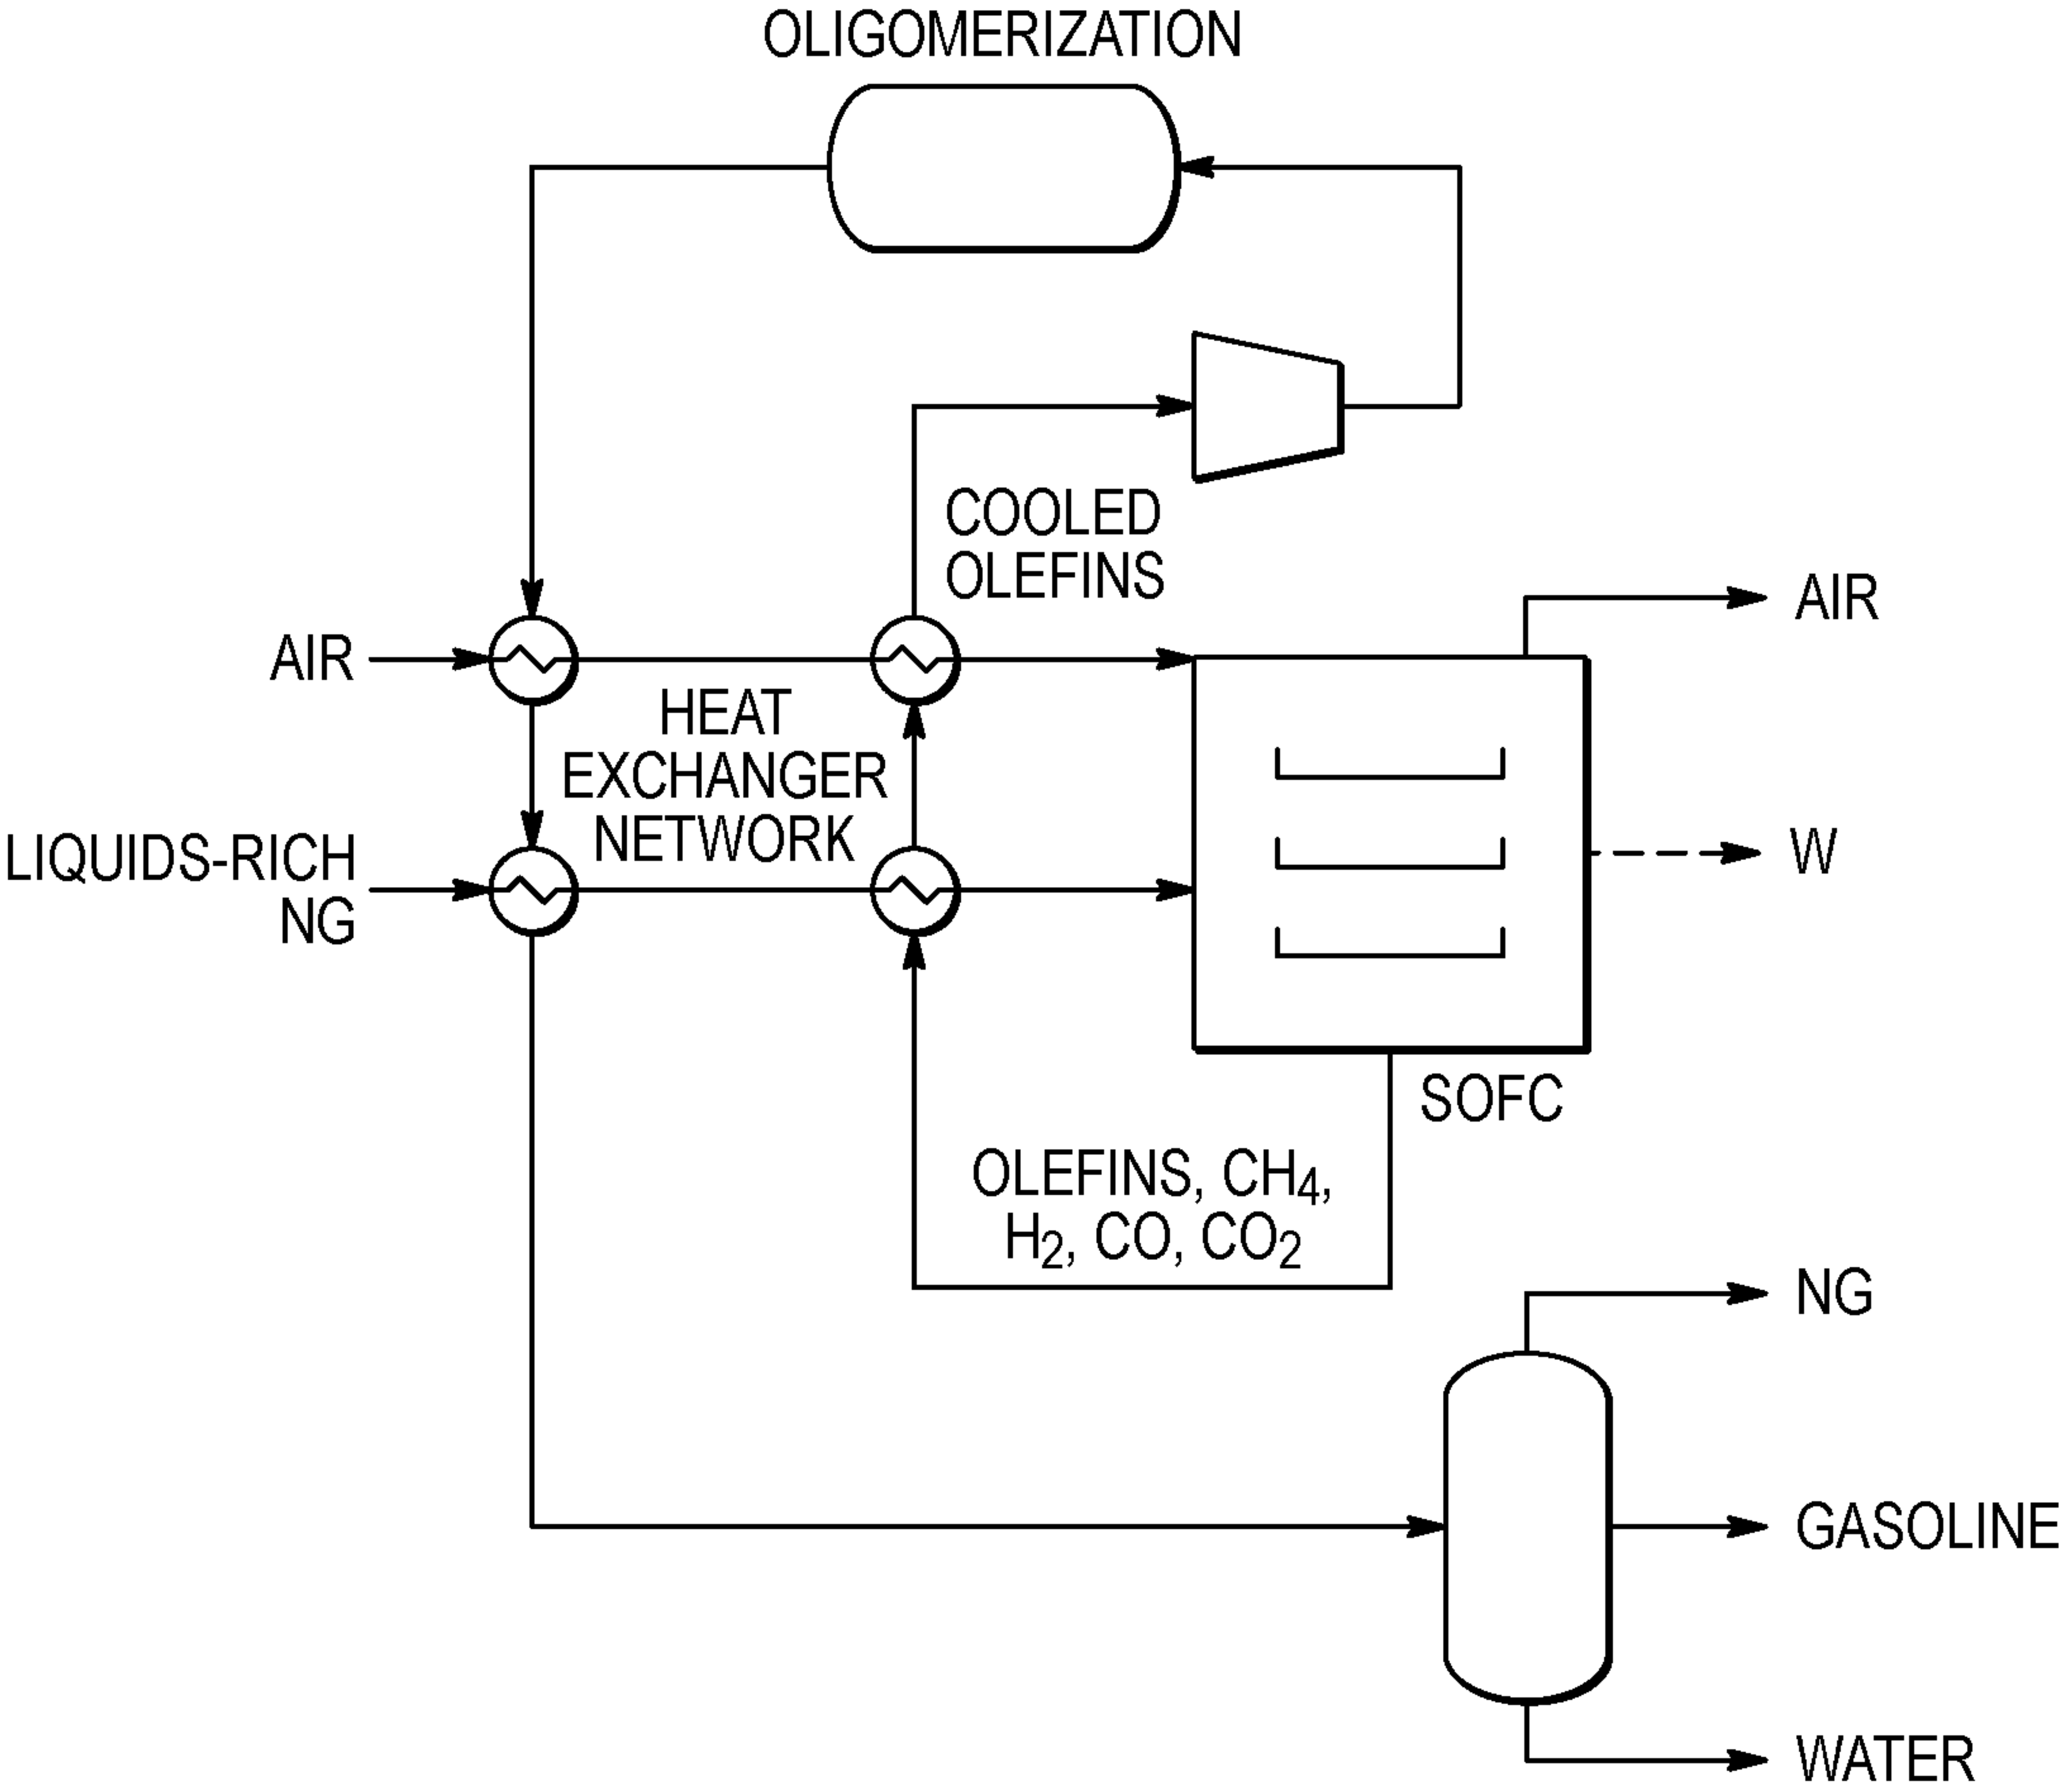 OLIGOMERIZATION
COOLED
OLEFINS
AIR
AIR
HEAT
EXCHANGER
NETWORK
LIQUIDS-RICH
NG
W
SOFC
OLEFINS, CH4,
H2, CO, CO2
NG
GASOLINE
WATER